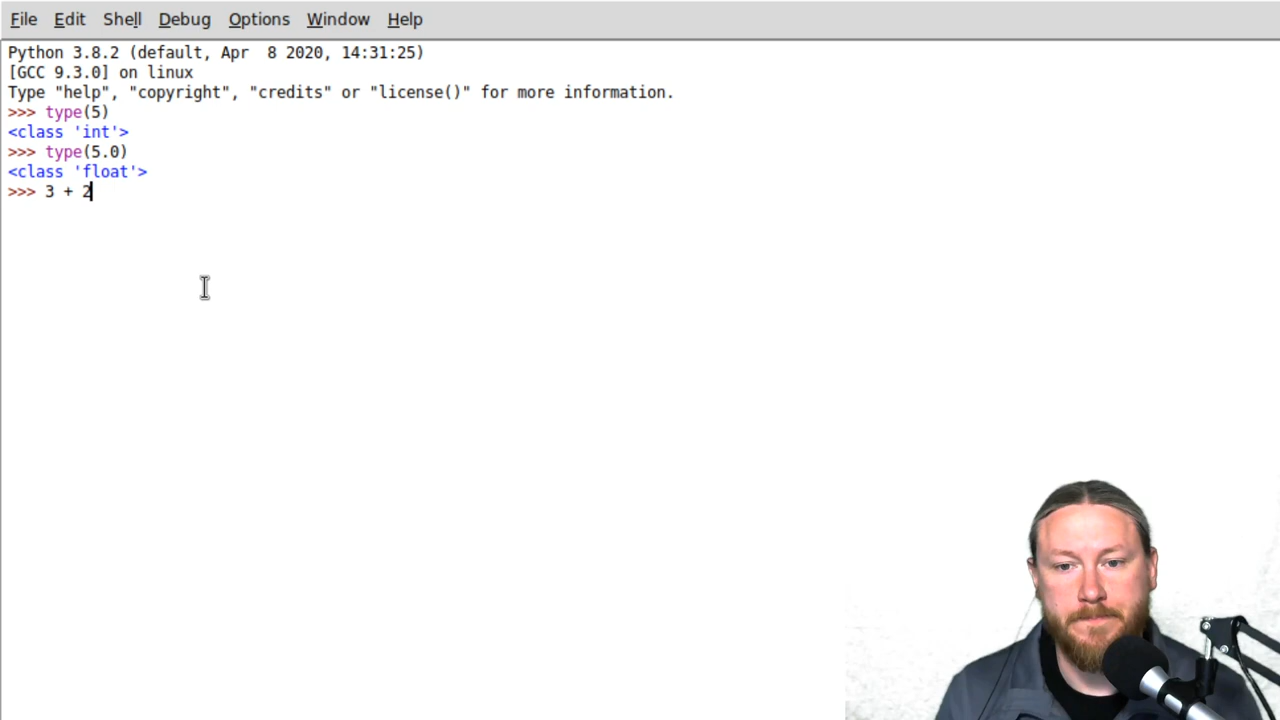 File Edit Shell Debug Options Window Help
Python 3.8.2 (default, Apr  8 2020, 14:31:25)
[GCC 9.3.0] on linux
Type "help", "copyright", "credits" or "license()" for more information.
>>> type(5)
<class 'int'>
>>> type(5.0)
<class 'float'>
>>> 3 + 2